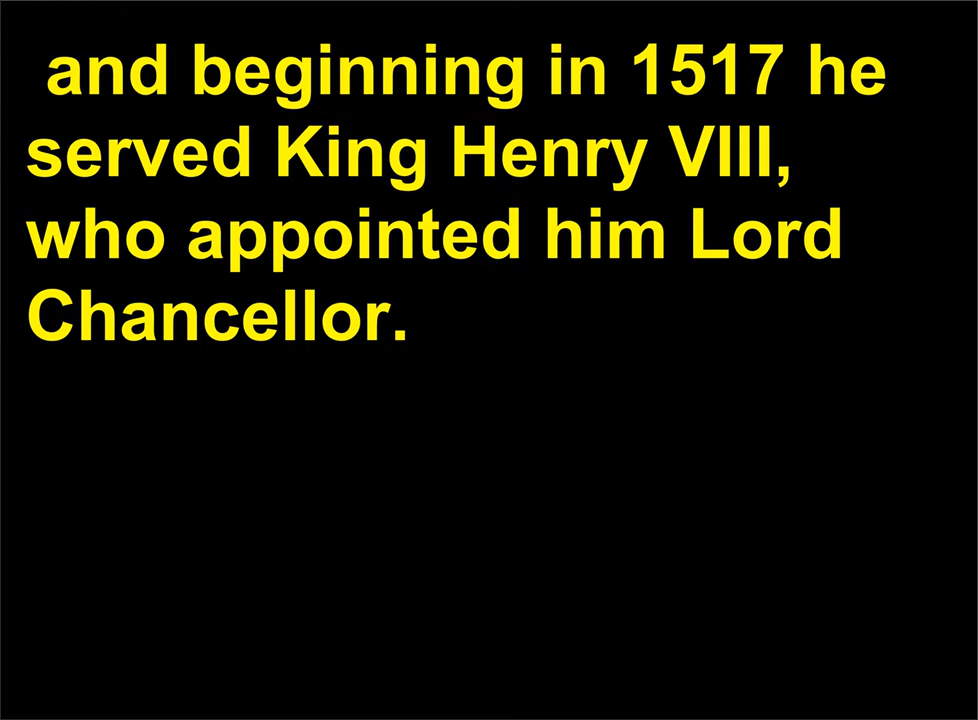 and beginning in 1517 he
served King Henry VIII,
who appointed him Lord
Chancellor.